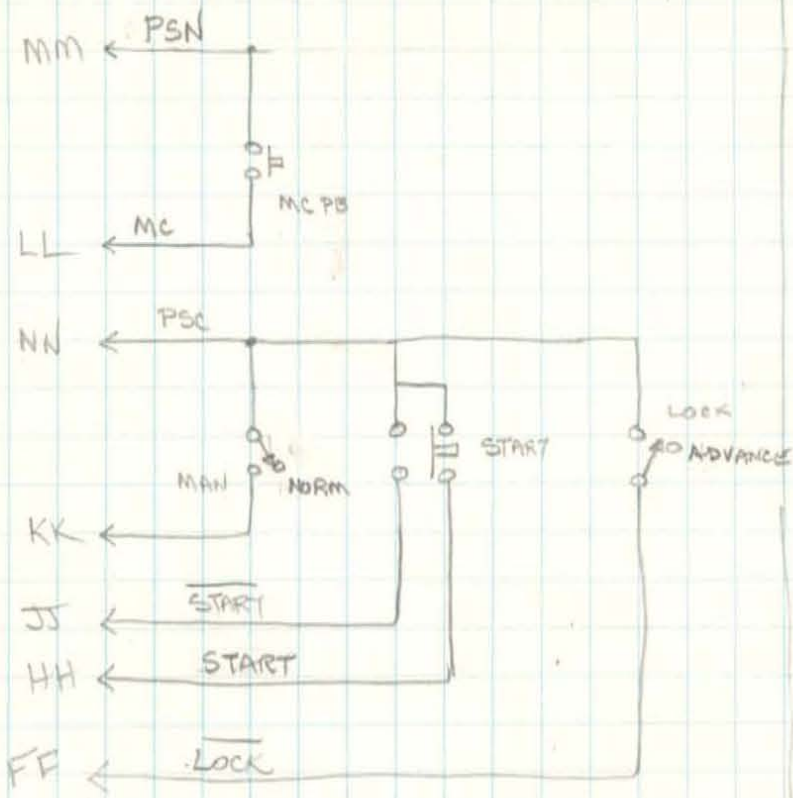 MM PSN
MC PB
LL MC
NN PSC
LOCK
START
ADVANCE
MAN NORM
KK
JJ START
HH START
FF LOCK